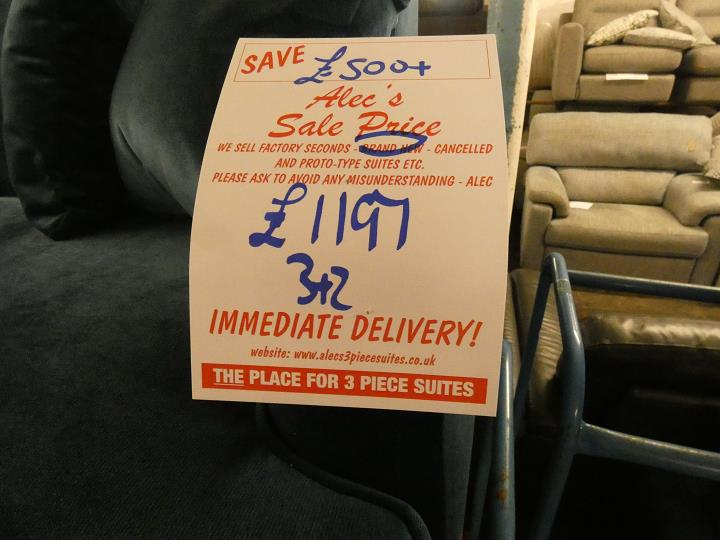 SAVE £500+
Alec's
Sale Price
WE SELL FACTORY SECONDS - BRAND NEW - CANCELLED
AND PROTO-TYPE SUITES ETC.
PLEASE ASK TO AVOID ANY MISUNDERSTANDING - ALEC
£1197
3+2
IMMEDIATE DELIVERY!
website: www.alecs3piecesuites.co.uk
THE PLACE FOR 3 PIECE SUITES